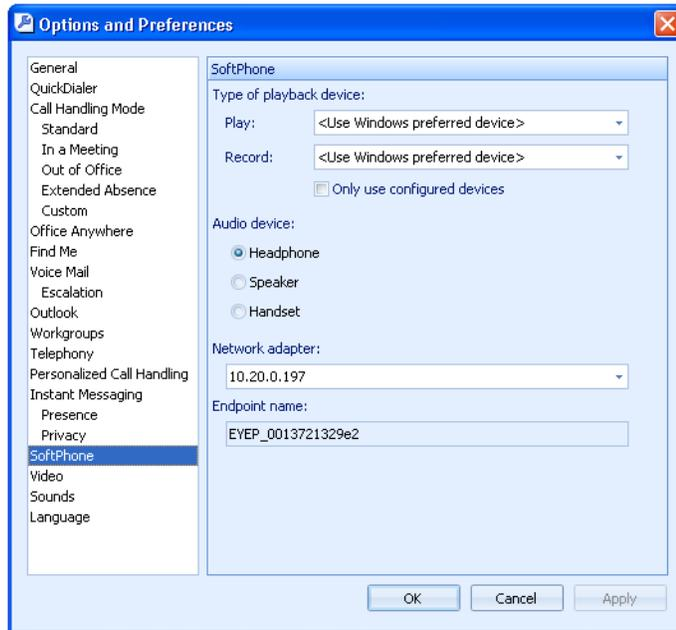 Options and Preferences
General
QuickDialer
Call Handling Mode
Standard
In a Meeting
Out of Office
Extended Absence
Custom
Office Anywhere
Find Me
Voice Mail
Escalation
Outlook
Workgroups
Telephony
Personalized Call Handling
Instant Messaging
Presence
Privacy
SoftPhone
Video
Sounds
Language
SoftPhone
Type of playback device:
Play: <Use Windows preferred device>
Record: <Use Windows preferred device>
Only use configured devices
Audio device:
Headphone
Speaker
Handset
Network adapter:
10.20.0.197
Endpoint name:
EYEP_0013721329e2
OK Cancel Apply